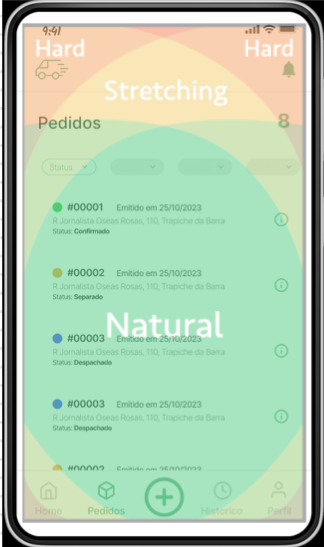 9:41
Hard Hard
Stretching
Pedidos 8
Status
#00001 Emitido em 25/10/2023
R Jornalista Oseas Rosas, 110, Trapiche da Barra
Status: Confirmado
#00002 Emitido em 25/10/2023
R Jornalista Oseas Rosas, 110, Trapiche da Barra
Status: Separado
Natural
#00003 Emitido em 25/10/2023
R Jornalista Oseas Rosas, 110, Trapiche da Barra
Status: Despachado
#00003 Emitido em 25/10/2023
R Jornalista Oseas Rosas, 110, Trapiche da Barra
Status: Despachado
#00002 Emitido em 25/10/2023
Home Pedidos Histórico Perfil